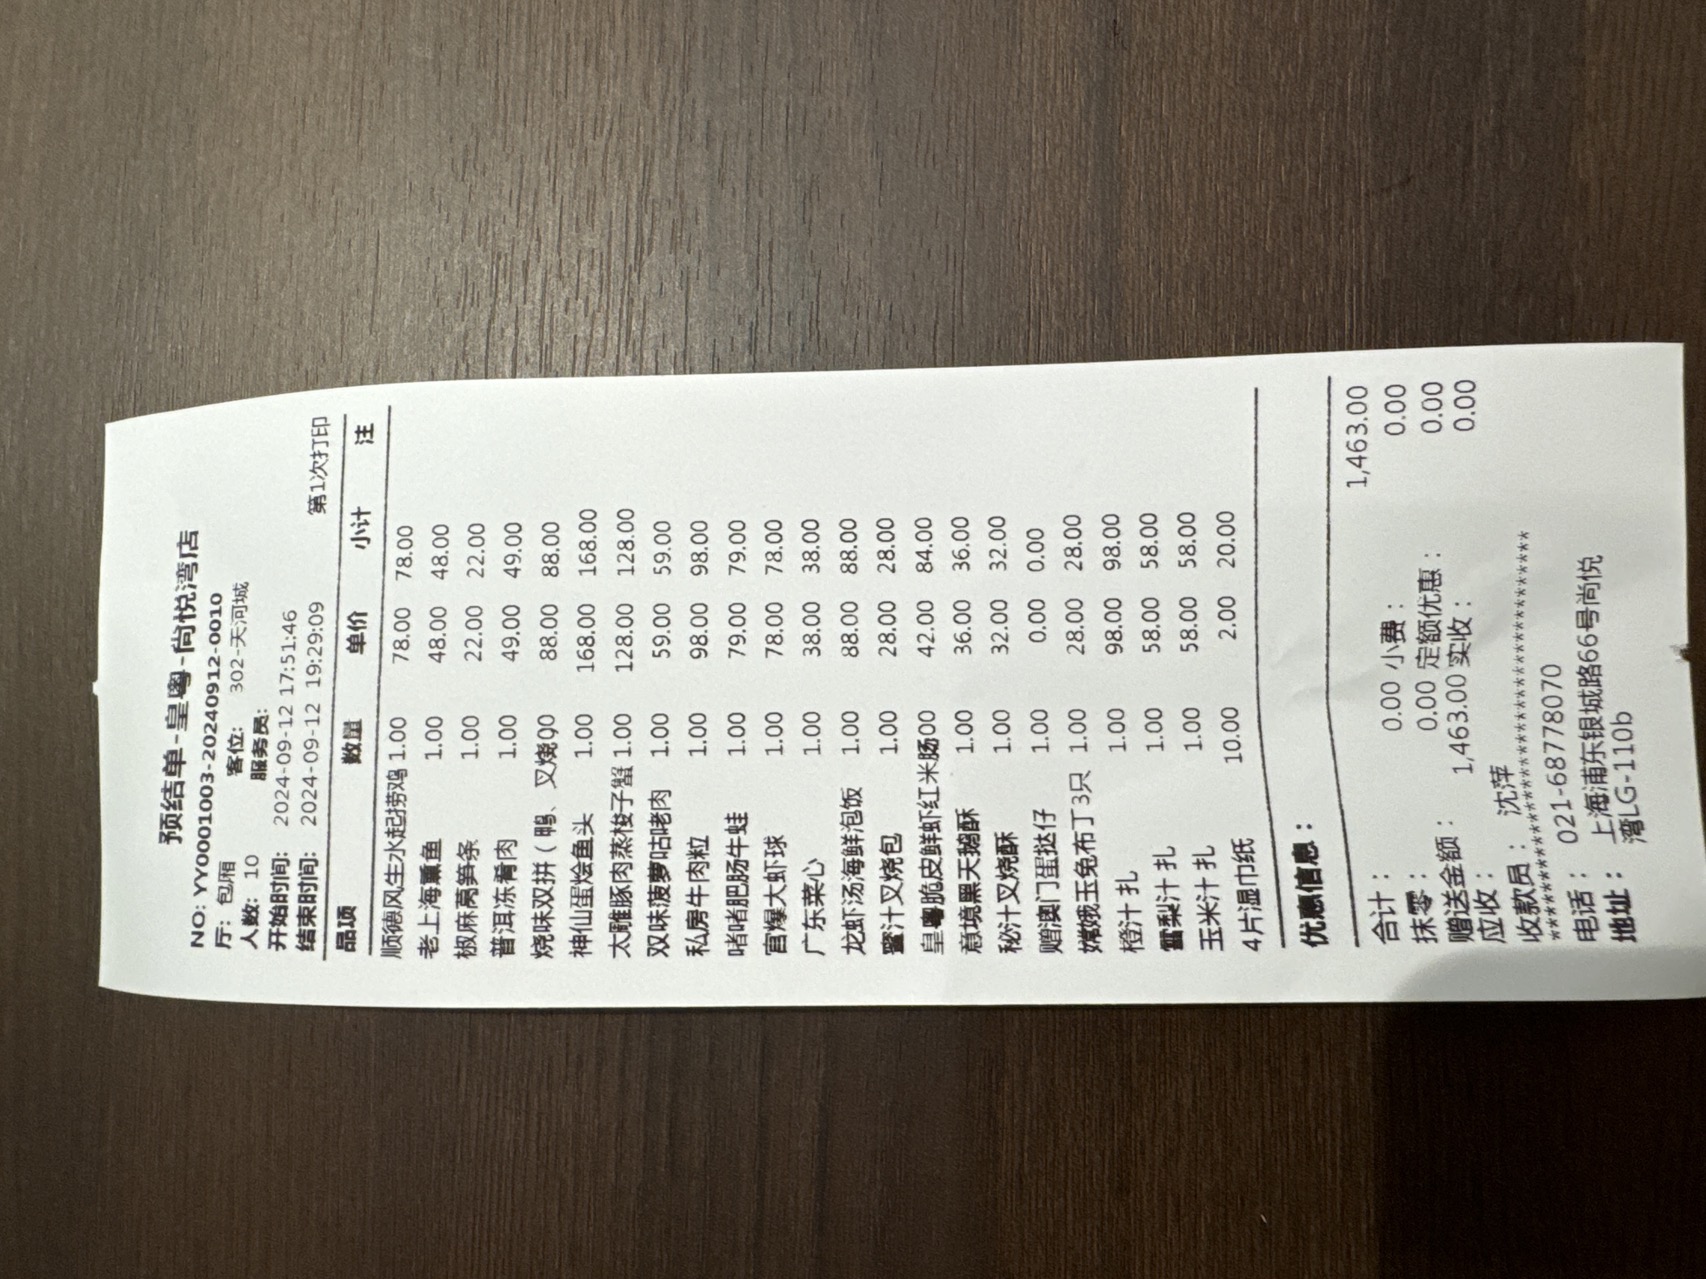 预结单-皇粤-尚悦湾店
NO: YY0001003-20240912-0010
厅: 包厢 客位: 302-天河城
人数: 10 服务员:
开始时间: 2024-09-12 17:51:46
结束时间: 2024-09-12 19:29:09 第1次打印
品项 数量 单价 小计 注
顺德风生水起捞鸡 1.00 78.00 78.00
老上海熏鱼 1.00 48.00 48.00
椒麻莴笋条 1.00 22.00 22.00
普洱冻肴肉 1.00 49.00 49.00
烧味双拼（鸭、叉烧 00 88.00 88.00
神仙蛋烩鱼头 1.00 168.00 168.00
太雕豚肉蒸梭子蟹 1.00 128.00 128.00
双味菠萝咕咾肉 1.00 59.00 59.00
私房牛肉粒 1.00 98.00 98.00
啫啫肥肠牛蛙 1.00 79.00 79.00
宫爆大虾球 1.00 78.00 78.00
广东菜心 1.00 38.00 38.00
龙虾汤海鲜泡饭 1.00 88.00 88.00
蜜汁叉烧包 1.00 28.00 28.00
皇粤脆皮鲜虾红米肠 00 42.00 84.00
意境黑天鹅酥 1.00 36.00 36.00
秘汁叉烧酥 1.00 32.00 32.00
赠澳门蛋挞仔 1.00 0.00 0.00
嫦娥玉兔布丁3只 1.00 28.00 28.00
橙汁 扎 1.00 98.00 98.00
雪梨汁 扎 1.00 58.00 58.00
玉米汁 扎 1.00 58.00 58.00
4片湿巾纸 10.00 2.00 20.00
优惠信息：
合计： 1,463.00
抹零： 0.00 小费： 0.00
赠送金额： 0.00 定额优惠： 0.00
应收： 1,463.00 实收： 0.00
收款员： 沈萍
电话： 021-68778070
地址： 上海浦东银城路66号尚悦
湾LG-110b